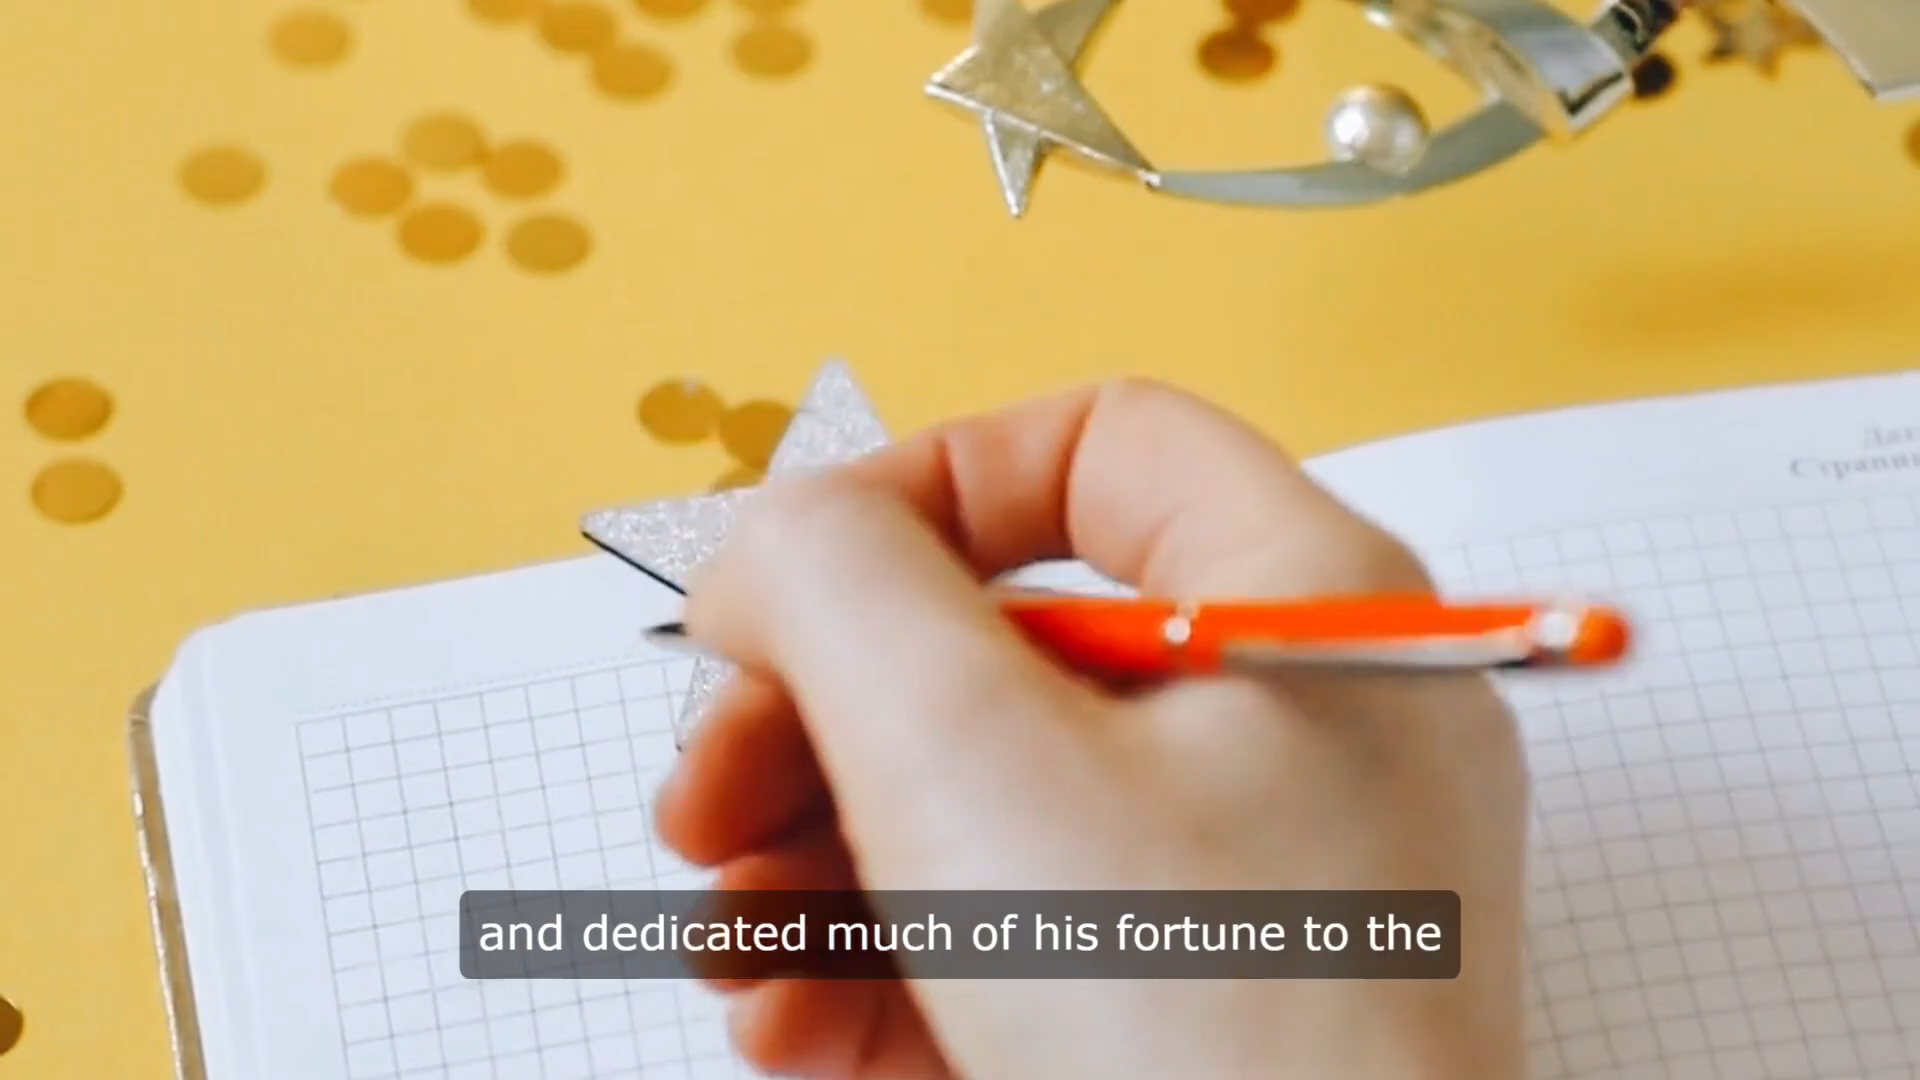 and dedicated much of his fortune to the